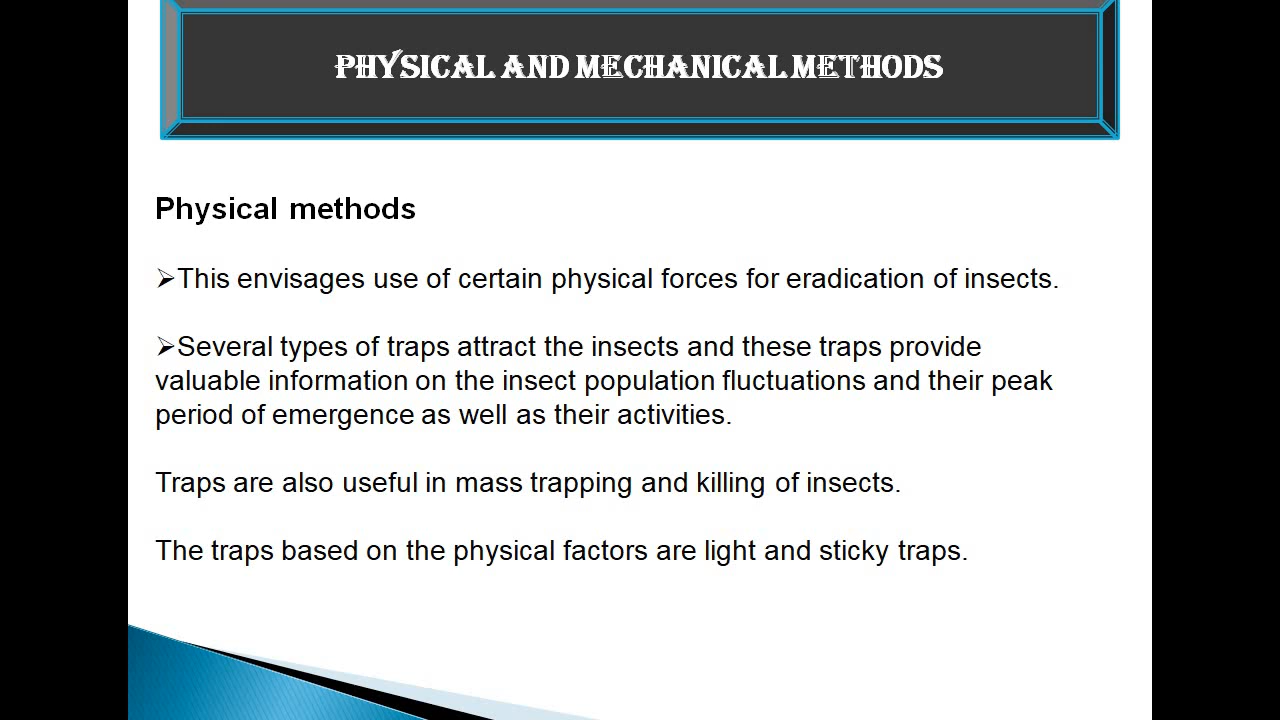 PHYSICAL AND MECHANICAL METHODS
Physical methods
➢This envisages use of certain physical forces for eradication of insects.
➢Several types of traps attract the insects and these traps provide
valuable information on the insect population fluctuations and their peak
period of emergence as well as their activities.
Traps are also useful in mass trapping and killing of insects.
The traps based on the physical factors are light and sticky traps.